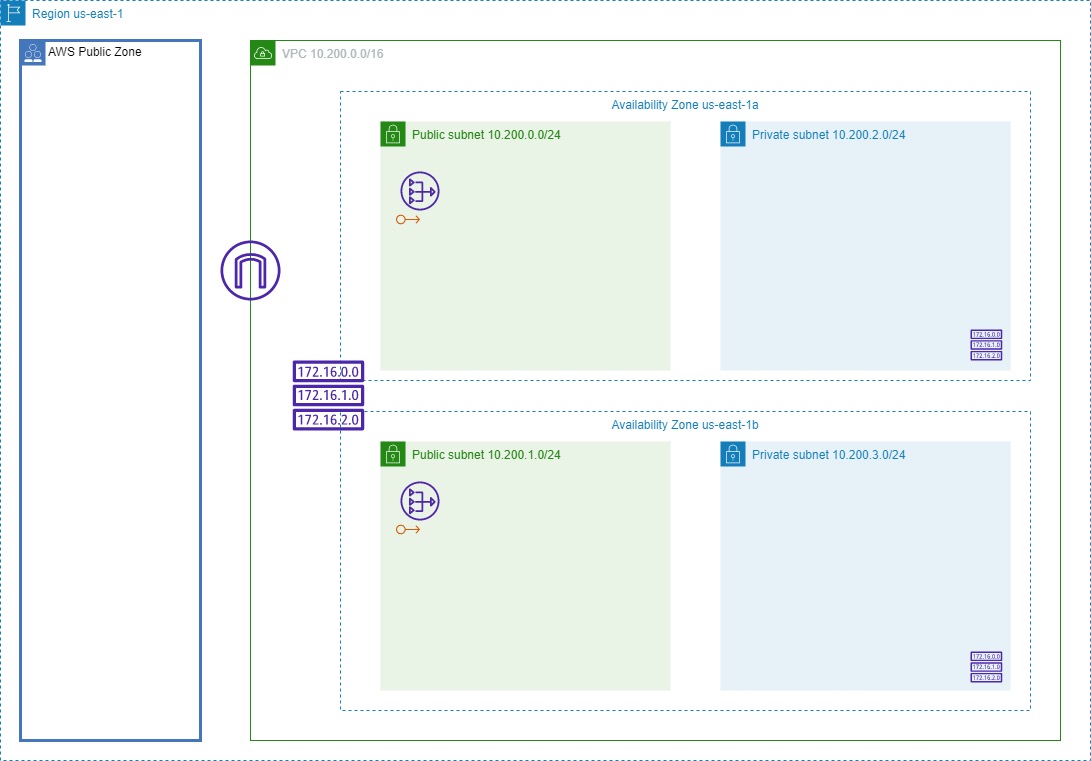 Region us-east-1
AWS Public Zone
VPC 10.200.0.0/16
Availability Zone us-east-1a
Public subnet 10.200.0.0/24
Private subnet 10.200.2.0/24
172.16.0.0
172.16.1.0
172.16.2.0
172.16.0.0
172.16.1.0
172.16.2.0
Availability Zone us-east-1b
Public subnet 10.200.1.0/24
Private subnet 10.200.3.0/24
172.16.0.0
172.16.1.0
172.16.2.0